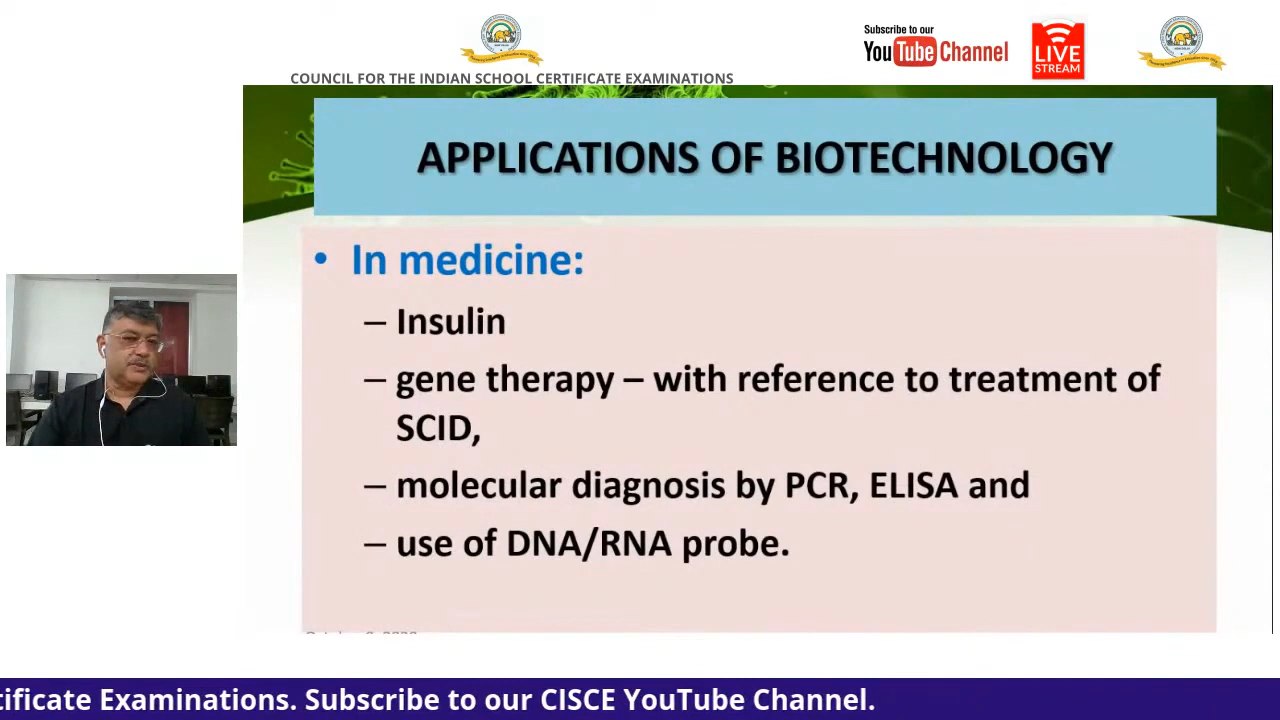 Subscribe to our
YouTube Channel
LIVE
STREAM
COUNCIL FOR THE INDIAN SCHOOL CERTIFICATE EXAMINATIONS
APPLICATIONS OF BIOTECHNOLOGY
• In medicine:
– Insulin
– gene therapy – with reference to treatment of
SCID,
– molecular diagnosis by PCR, ELISA and
– use of DNA/RNA probe.
tificate Examinations. Subscribe to our CISCE YouTube Channel.